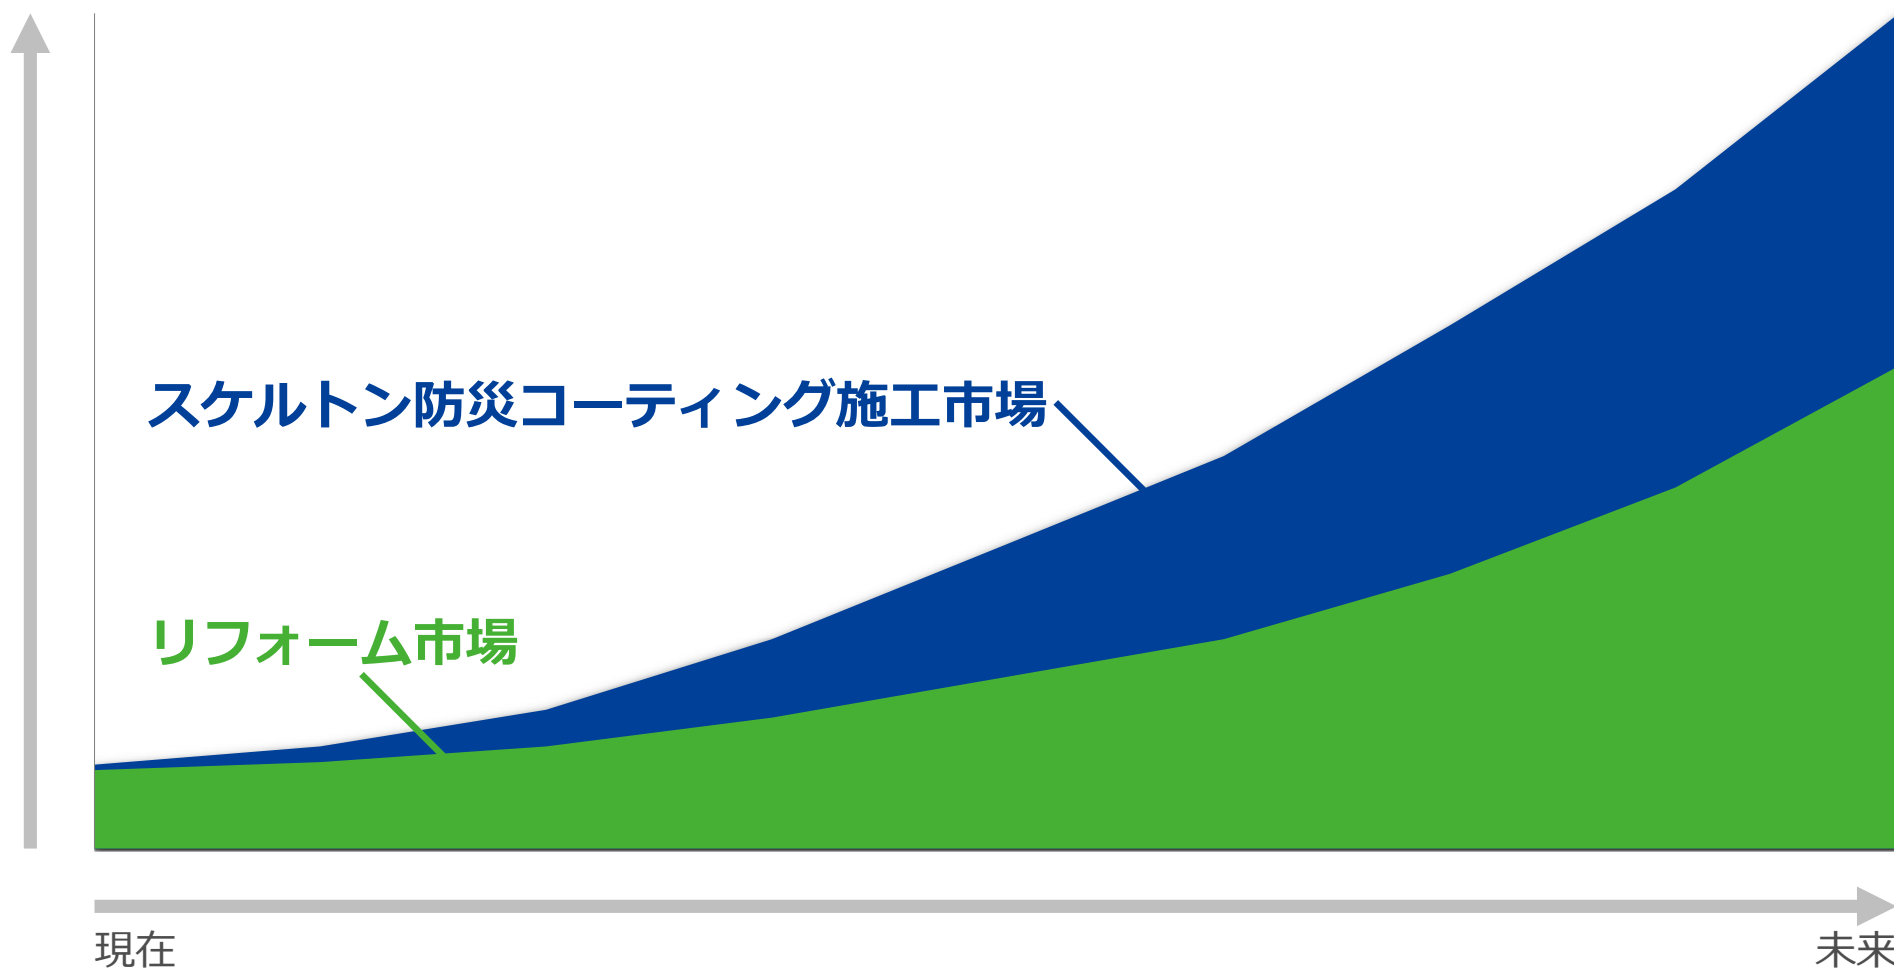 スケルトン防災コーティング施工市場
リフォーム市場
現在
未来